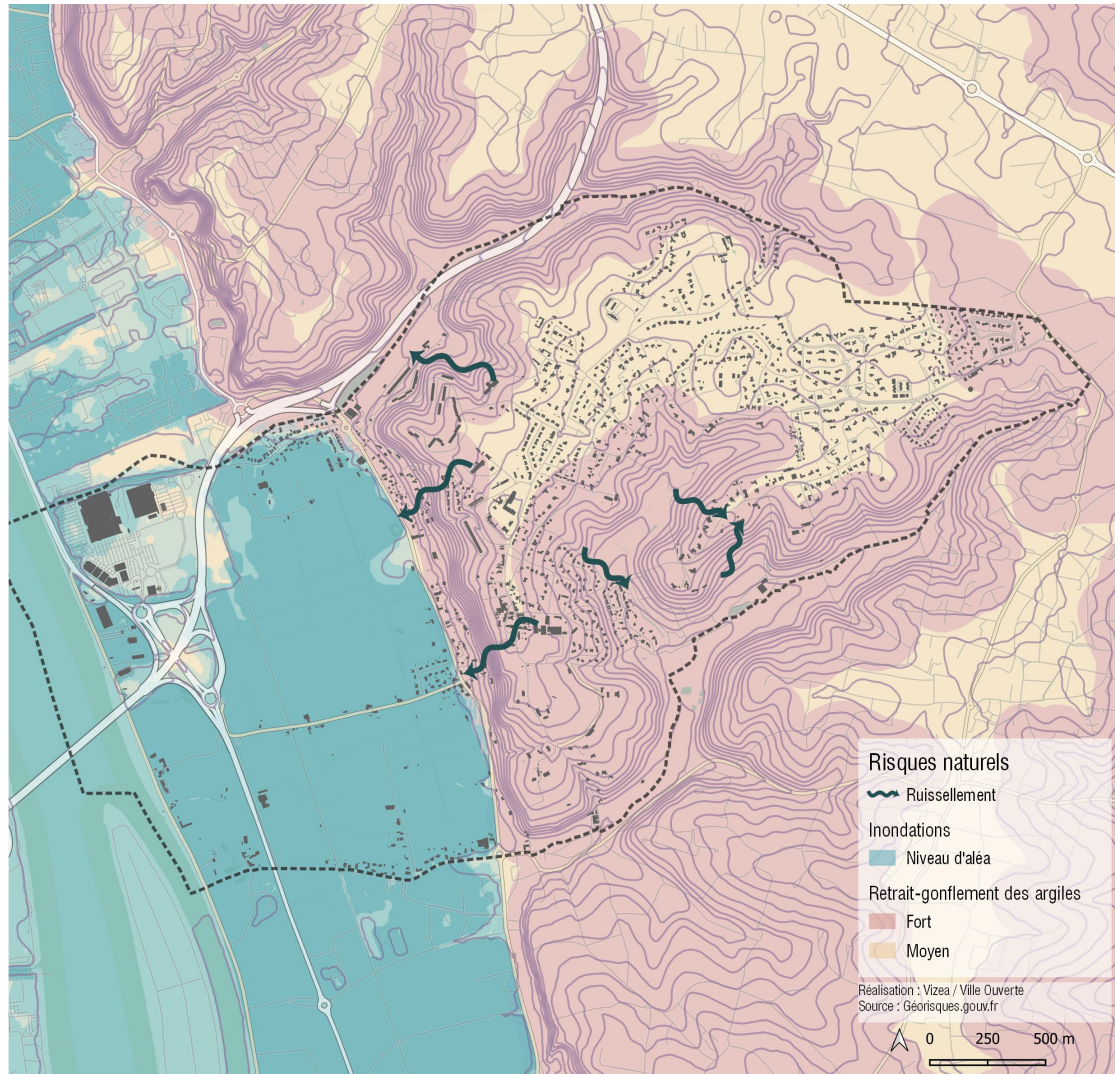 Risques naturels
Ruissellement
Inondations
Niveau d'aléa
Retrait-gonflement des argiles
Fort
Moyen
Réalisation : Vizea / Ville Ouverte
Source : Géorisques.gouv.fr
0 250 500 m